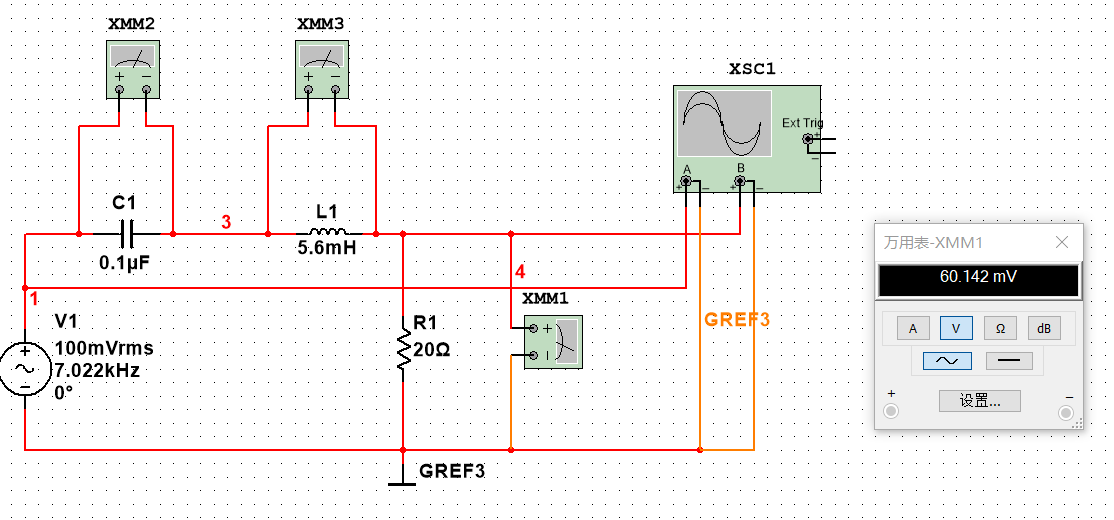 XMM2
XMM3
XSC1
Ext Trig
+
−
A
B
+
−
+
−
+ −
+ −
C1
0.1µF
3
L1
5.6mH
4
1
XMM1
+
−
V1
100mVrms
7.022kHz
0°
R1
20Ω
GREF3
GREF3
万用表-XMM1
60.142 mV
A
V
Ω
dB
设置...
+
−